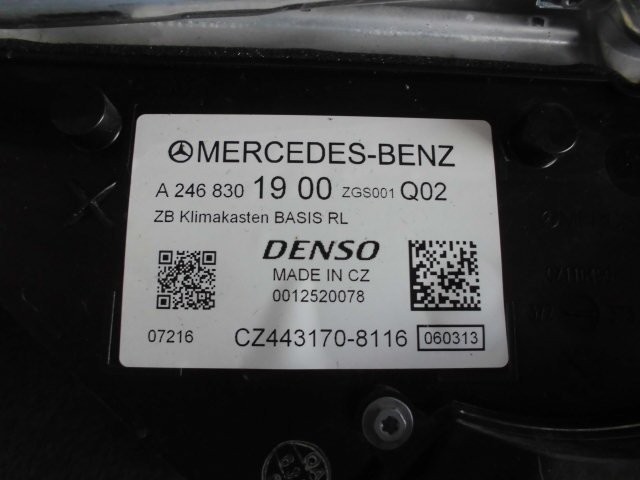 MERCEDES-BENZ
A 246 830 19 00 ZGS001 Q02
ZB Klimakasten BASIS RL
DENSO
MADE IN CZ
0012520078
07216
CZ443170-8116 060313